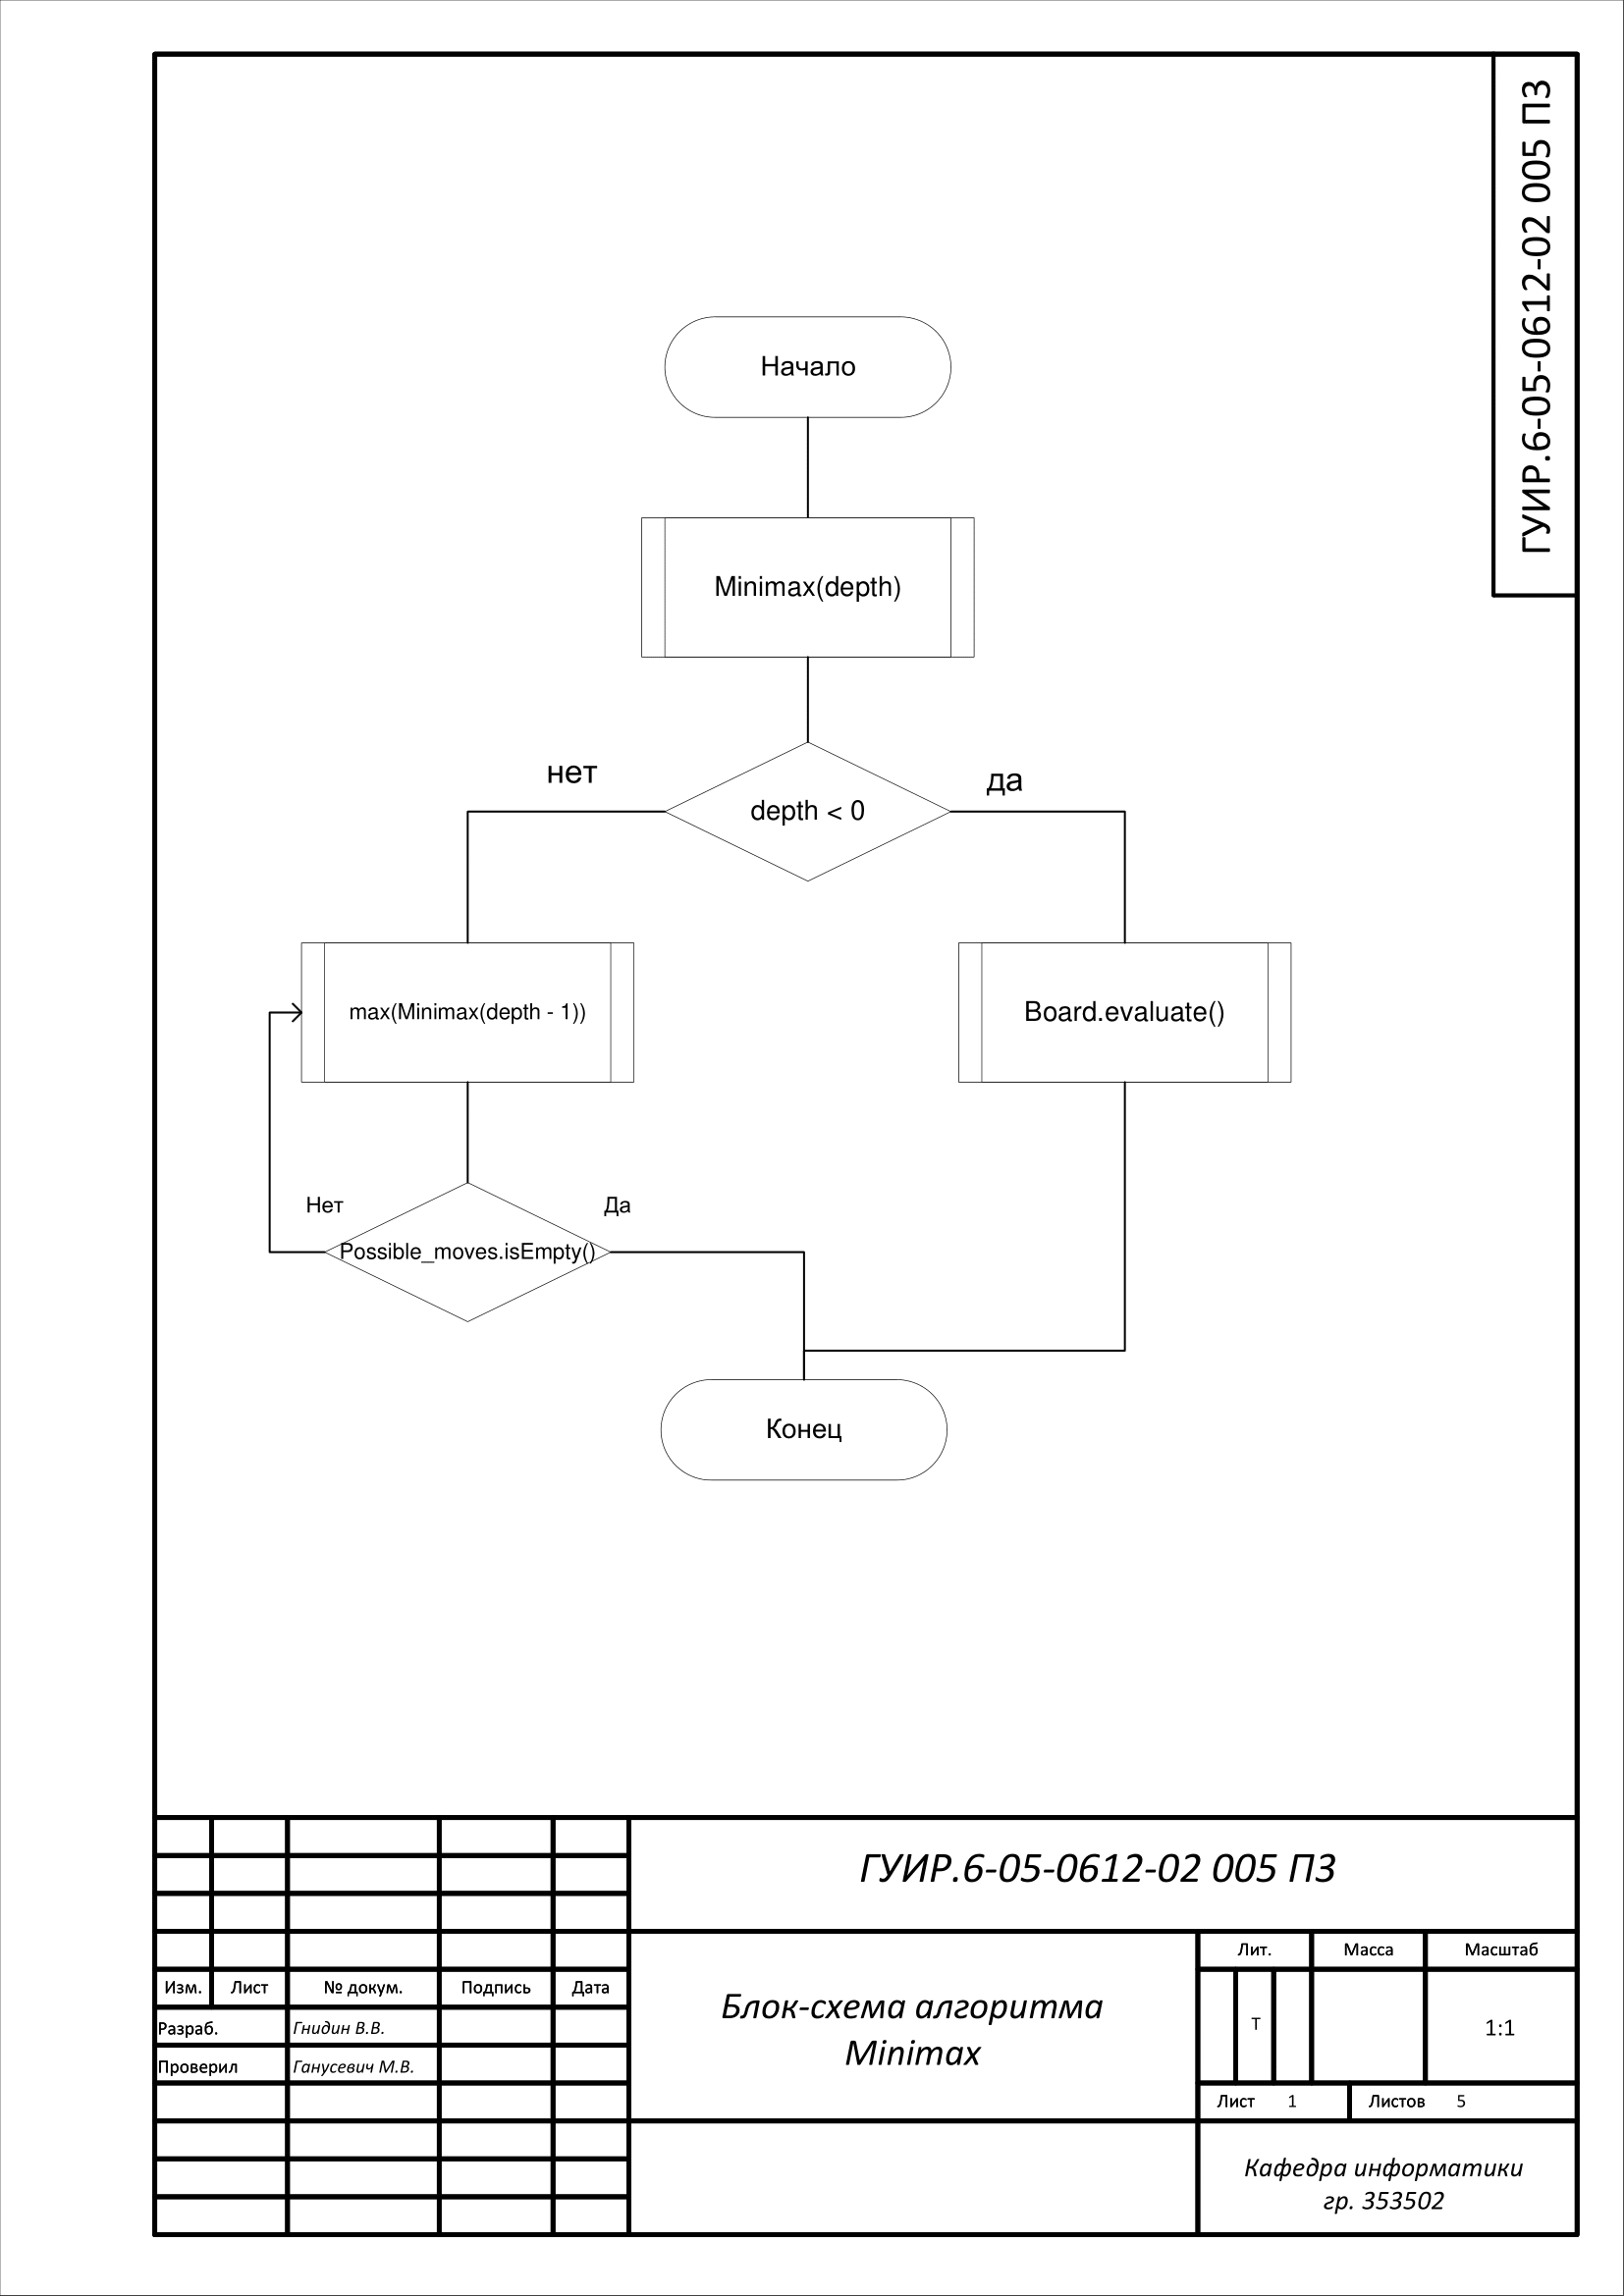 ГУИР.6-05-0612-02 005 ПЗ
Начало
Minimax(depth)
нет
да
depth < 0
max(Minimax(depth - 1))
Board.evaluate()
Нет
Да
Possible_moves.isEmpty()
Конец
ГУИР.6-05-0612-02 005 ПЗ
Лит.
Масса
Масштаб
Изм.
Лист
№ докум.
Подпись
Дата
Блок-схема алгоритма
Minimax
Т
1:1
Разраб.
Гнидин В.В.
Проверил
Ганусевич М.В.
Лист 1
Листов 5
Кафедра информатики
гр. 353502